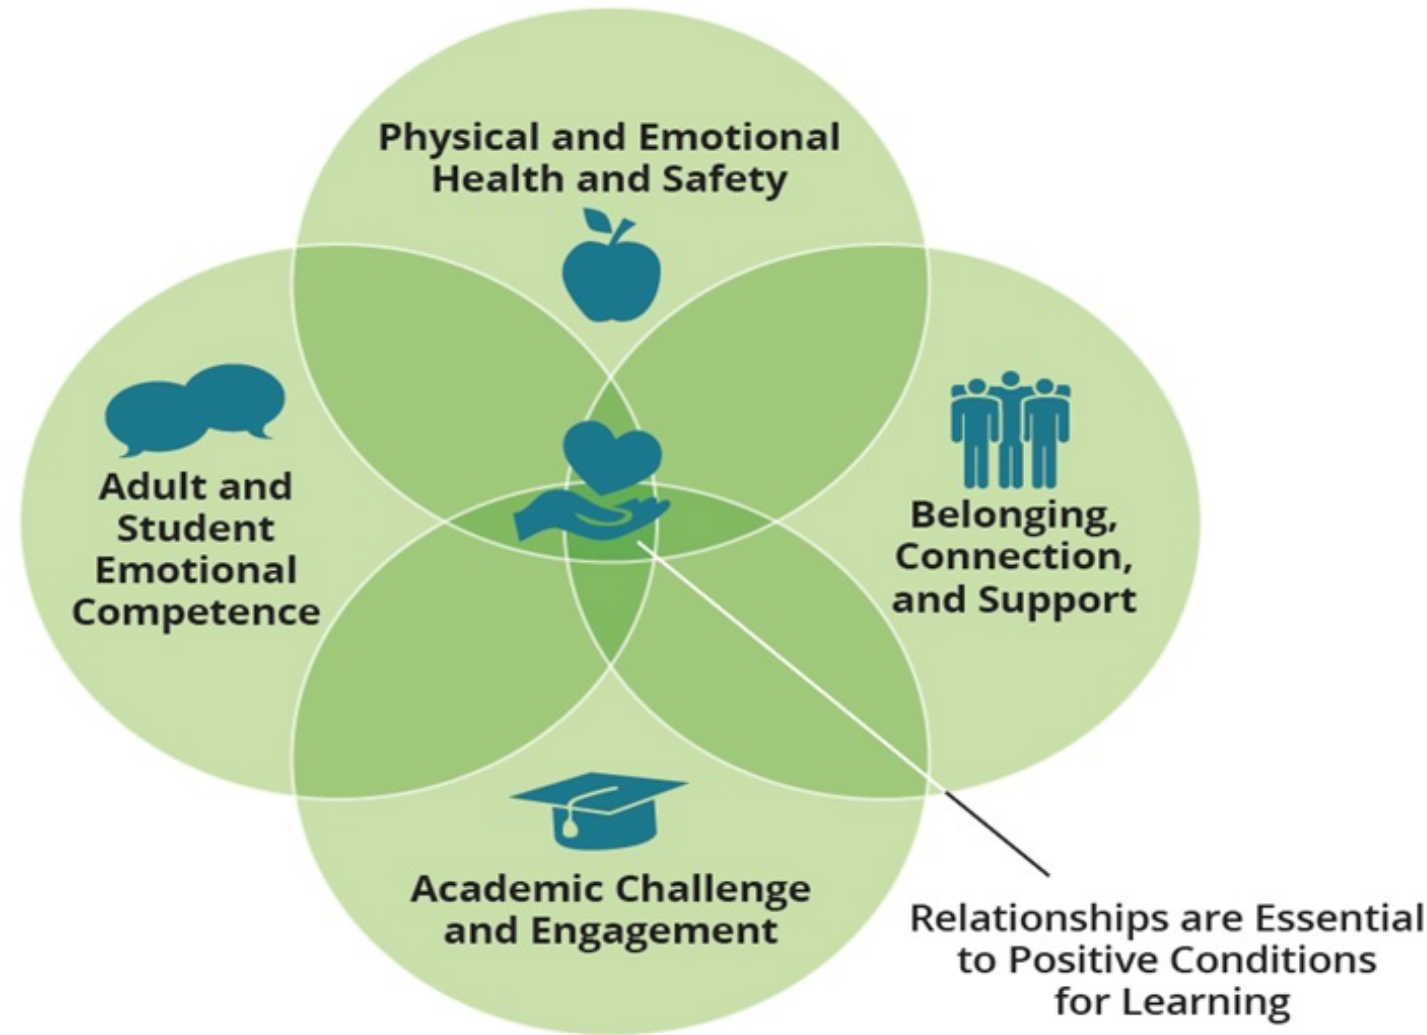 Physical and Emotional
Health and Safety
Adult and
Student
Emotional
Competence
Belonging,
Connection,
and Support
Academic Challenge
and Engagement
Relationships are Essential
to Positive Conditions
for Learning